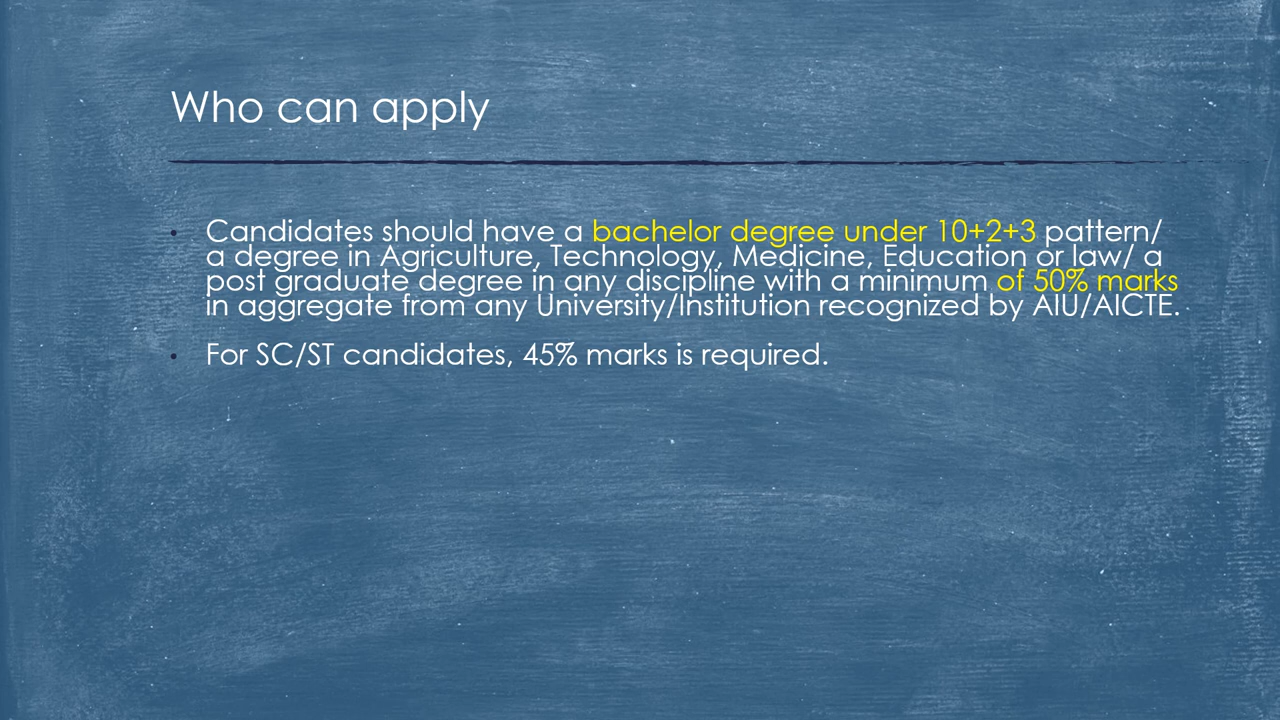 Who can apply
• Candidates should have a bachelor degree under 10+2+3 pattern/
a degree in Agriculture, Technology, Medicine, Education or law/ a
post graduate degree in any discipline with a minimum of 50% marks
in aggregate from any University/Institution recognized by AIU/AICTE.
• For SC/ST candidates, 45% marks is required.